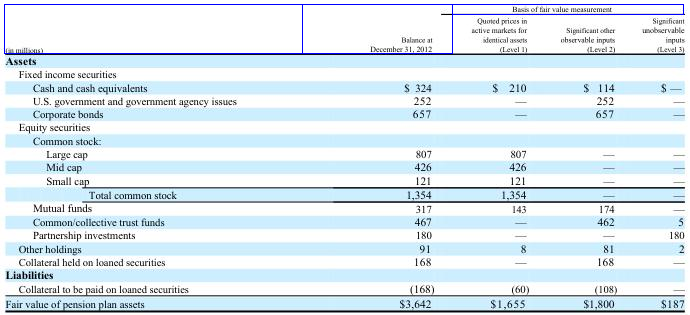 Basis of fair value measurement
(in millions) Balance at December 31, 2012 Quoted prices in active markets for identical assets (Level 1) Significant other observable inputs (Level 2) Significant unobservable inputs (Level 3)
Assets
Fixed income securities
Cash and cash equivalents $ 324 $ 210 $ 114 $ —
U.S. government and government agency issues 252 — 252 —
Corporate bonds 657 — 657 —
Equity securities
Common stock:
Large cap 807 807 — —
Mid cap 426 426 — —
Small cap 121 121 — —
Total common stock 1,354 1,354 — —
Mutual funds 317 143 174 —
Common/collective trust funds 467 — 462 5
Partnership investments 180 — — 180
Other holdings 91 8 81 2
Collateral held on loaned securities 168 — 168 —
Liabilities
Collateral to be paid on loaned securities (168) (60) (108) —
Fair value of pension plan assets $3,642 $1,655 $1,800 $187